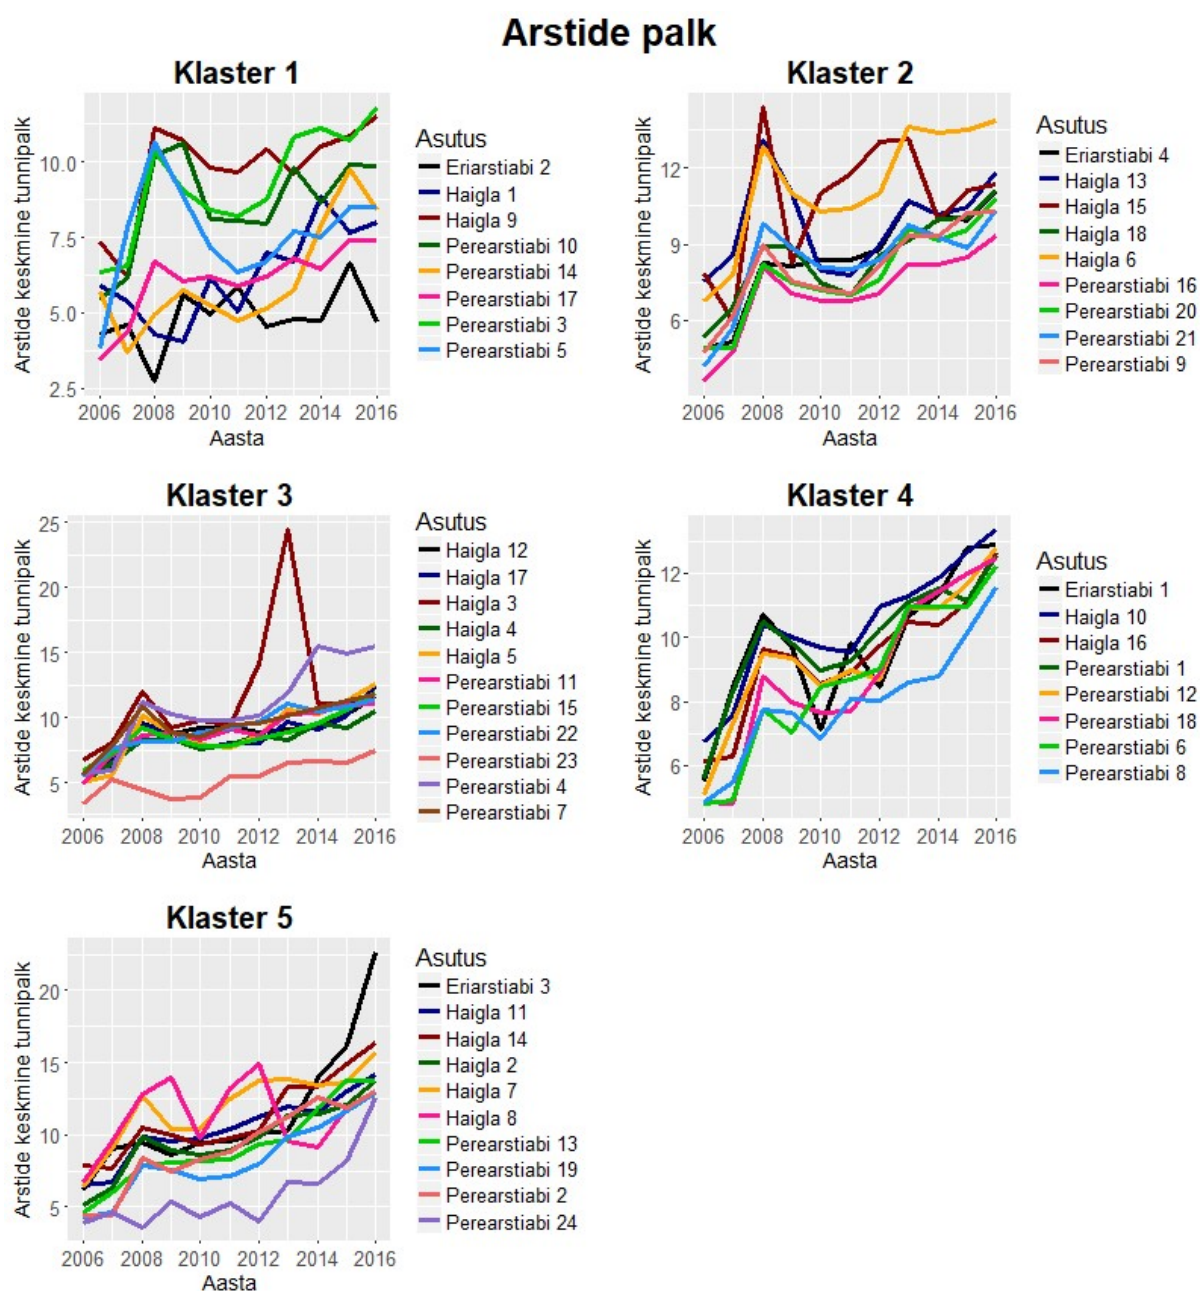 Arstide palk
Klaster 1
Arstide keskmine tunnipalk
10.0
7.5
5.0
2.5
2006 2008 2010 2012 2014 2016
Aasta
Asutus
Eriarstiabi 2
Haigla 1
Haigla 9
Perearstiabi 10
Perearstiabi 14
Perearstiabi 17
Perearstiabi 3
Perearstiabi 5
Klaster 2
Arstide keskmine tunnipalk
12
9
6
2006 2008 2010 2012 2014 2016
Aasta
Asutus
Eriarstiabi 4
Haigla 13
Haigla 15
Haigla 18
Haigla 6
Perearstiabi 16
Perearstiabi 20
Perearstiabi 21
Perearstiabi 9
Klaster 3
Arstide keskmine tunnipalk
25
20
15
10
5
2006 2008 2010 2012 2014 2016
Aasta
Asutus
Haigla 12
Haigla 17
Haigla 3
Haigla 4
Haigla 5
Perearstiabi 11
Perearstiabi 15
Perearstiabi 22
Perearstiabi 23
Perearstiabi 4
Perearstiabi 7
Klaster 4
Arstide keskmine tunnipalk
12
10
8
6
2006 2008 2010 2012 2014 2016
Aasta
Asutus
Eriarstiabi 1
Haigla 10
Haigla 16
Perearstiabi 1
Perearstiabi 12
Perearstiabi 18
Perearstiabi 6
Perearstiabi 8
Klaster 5
Arstide keskmine tunnipalk
20
15
10
5
2006 2008 2010 2012 2014 2016
Aasta
Asutus
Eriarstiabi 3
Haigla 11
Haigla 14
Haigla 2
Haigla 7
Haigla 8
Perearstiabi 13
Perearstiabi 19
Perearstiabi 2
Perearstiabi 24